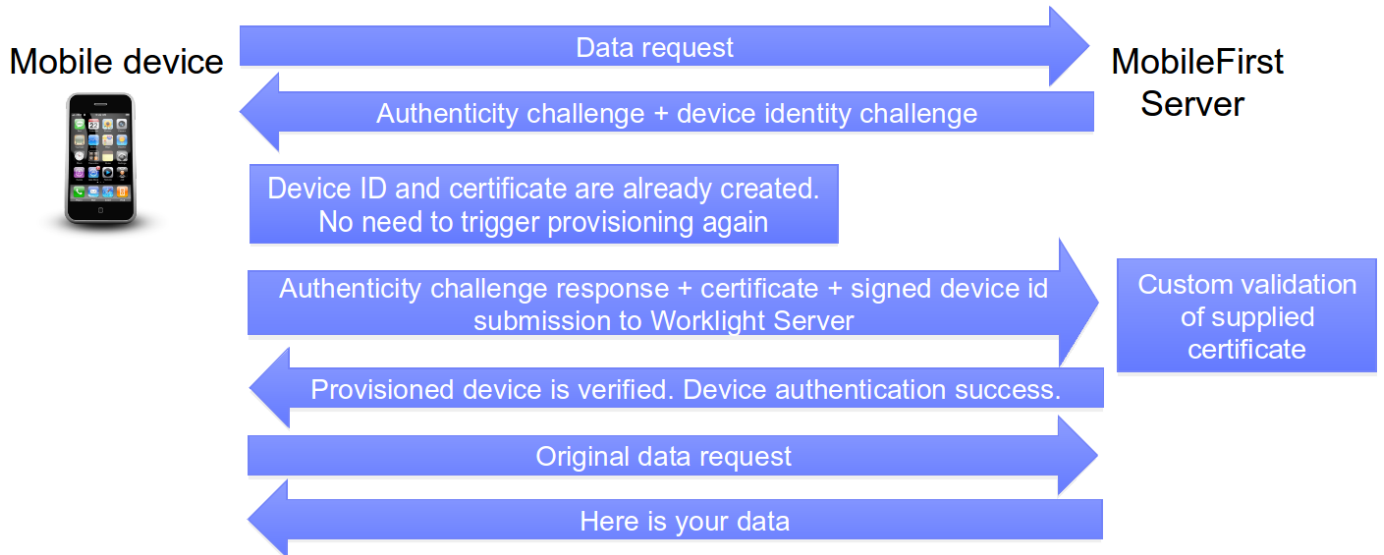 Data request
Mobile device
MobileFirst
Server
Authenticity challenge + device identity challenge
Device ID and certificate are already created.
No need to trigger provisioning again
Authenticity challenge response + certificate + signed device id
submission to Worklight Server
Custom validation
of supplied
certificate
Provisioned device is verified. Device authentication success.
Original data request
Here is your data